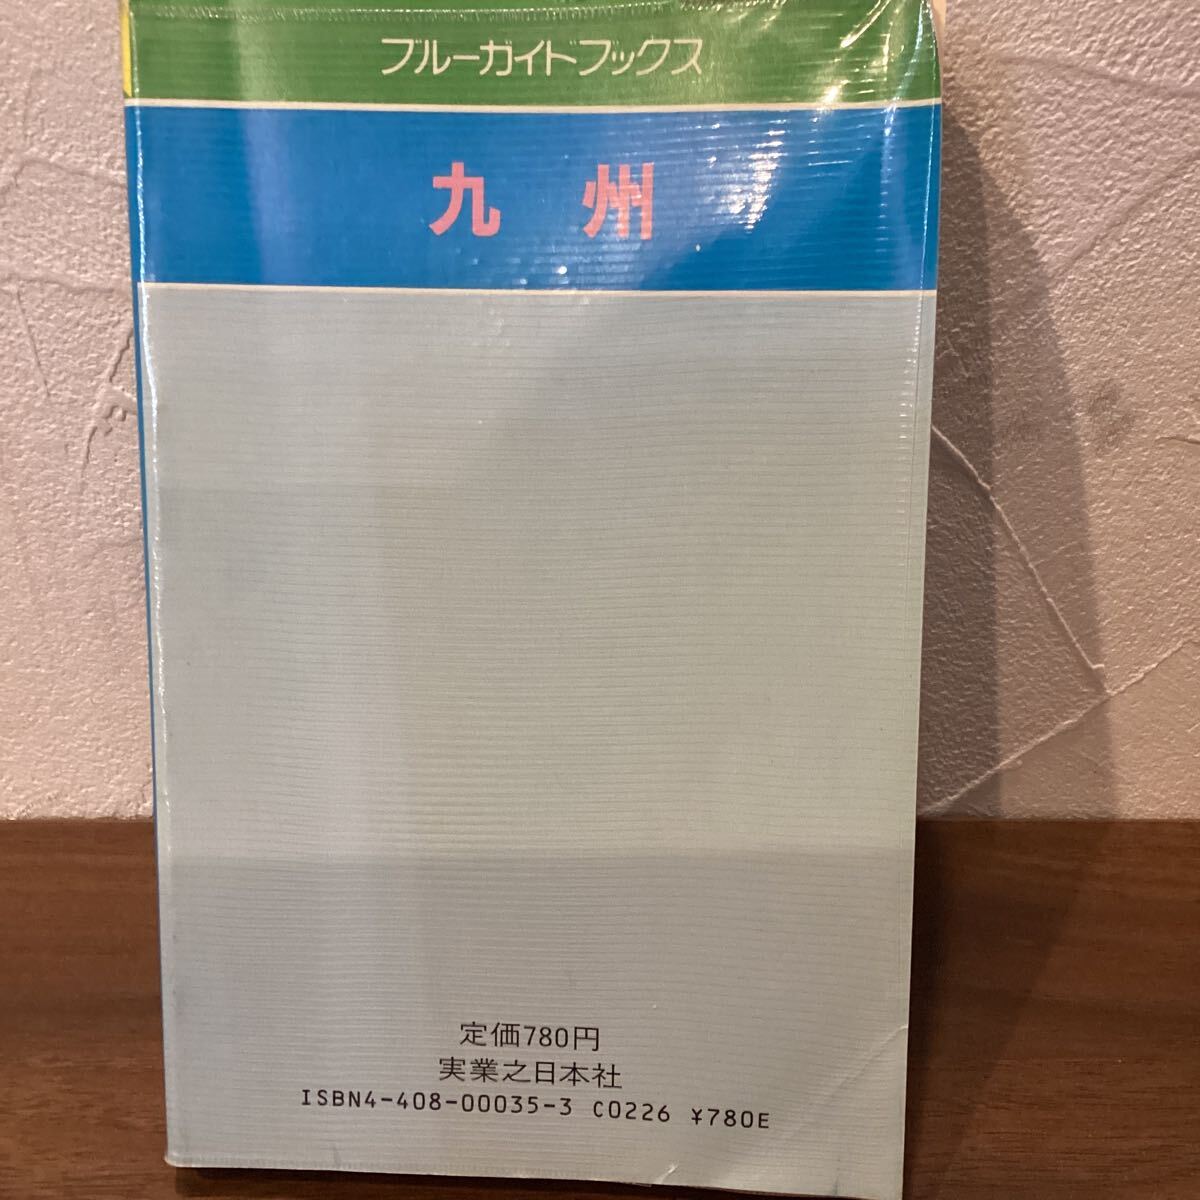 ブルーガイドブックス
九州
定価780円
実業之日本社
ISBN4-408-00035-3 C0226 ¥780E